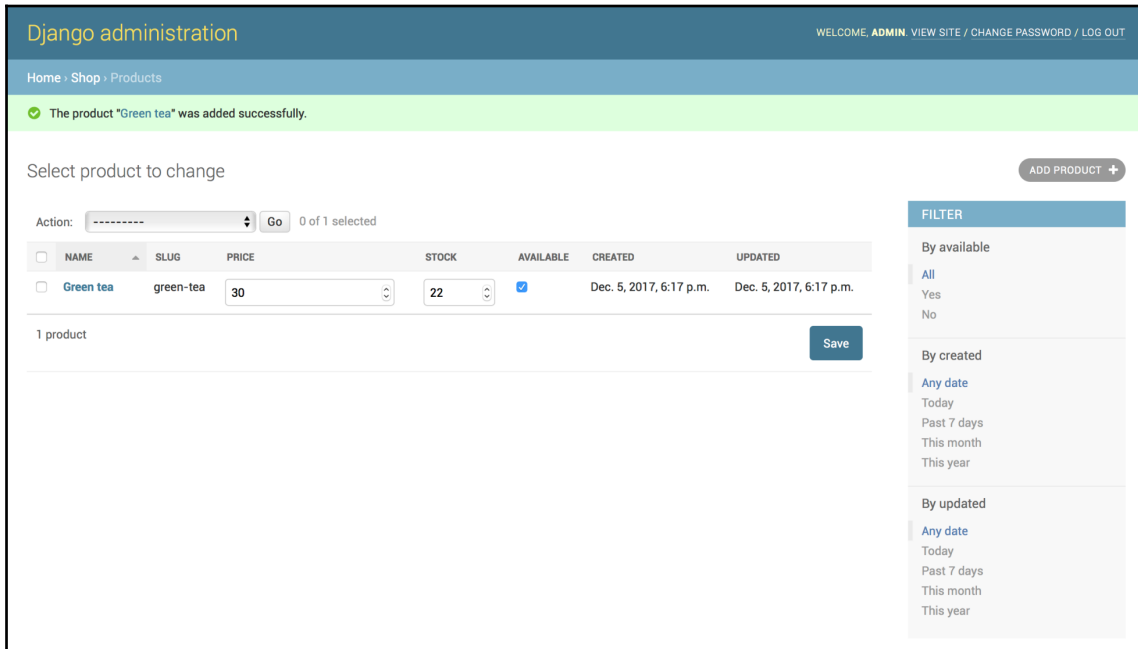 Django administration
WELCOME, ADMIN. VIEW SITE / CHANGE PASSWORD / LOG OUT
Home › Shop › Products
The product "Green tea" was added successfully.
Select product to change
ADD PRODUCT +
Action: --------- Go 0 of 1 selected
NAME SLUG PRICE STOCK AVAILABLE CREATED UPDATED
Green tea green-tea 30 22 Dec. 5, 2017, 6:17 p.m. Dec. 5, 2017, 6:17 p.m.
1 product
Save
FILTER
By available
All
Yes
No
By created
Any date
Today
Past 7 days
This month
This year
By updated
Any date
Today
Past 7 days
This month
This year